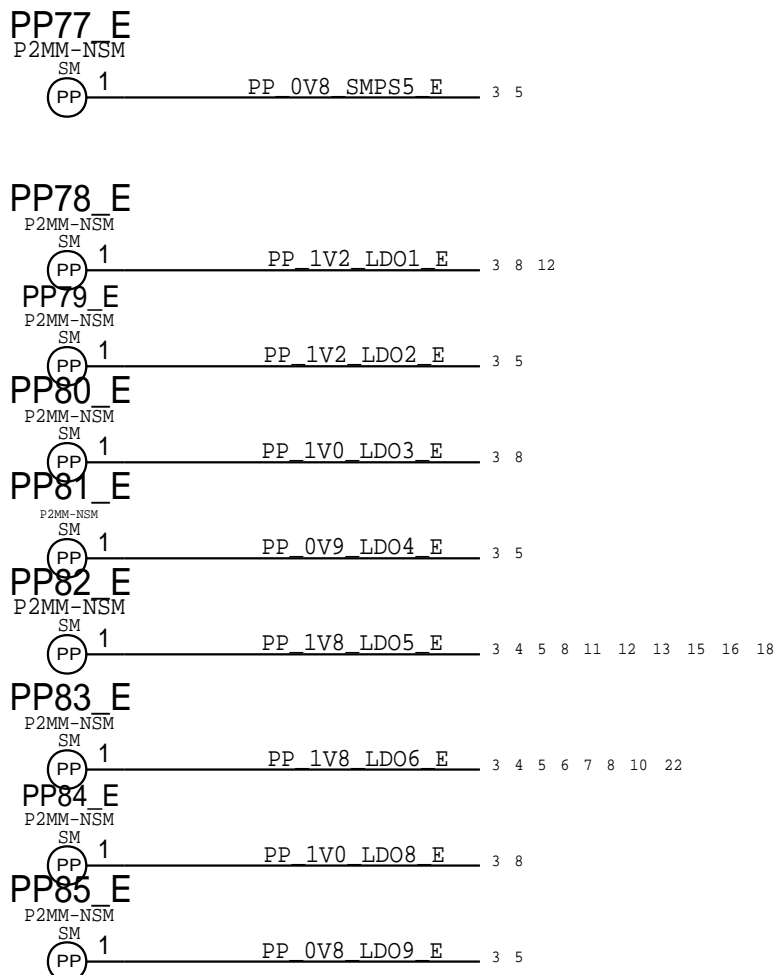 PP77_E
P2MM-NSM
SM
PP 1 PP_0V8_SMPS5_E 3 5
PP78_E
P2MM-NSM
SM
PP 1 PP_1V2_LDO1_E 3 8 12
PP79_E
P2MM-NSM
SM
PP 1 PP_1V2_LDO2_E 3 5
PP80_E
P2MM-NSM
SM
PP 1 PP_1V0_LDO3_E 3 8
PP81_E
P2MM-NSM
SM
PP 1 PP_0V9_LDO4_E 3 5
PP82_E
P2MM-NSM
SM
PP 1 PP_1V8_LDO5_E 3 4 5 8 11 12 13 15 16 18
PP83_E
P2MM-NSM
SM
PP 1 PP_1V8_LDO6_E 3 4 5 6 7 8 10 22
PP84_E
P2MM-NSM
SM
PP 1 PP_1V0_LDO8_E 3 8
PP85_E
P2MM-NSM
SM
PP 1 PP_0V8_LDO9_E 3 5